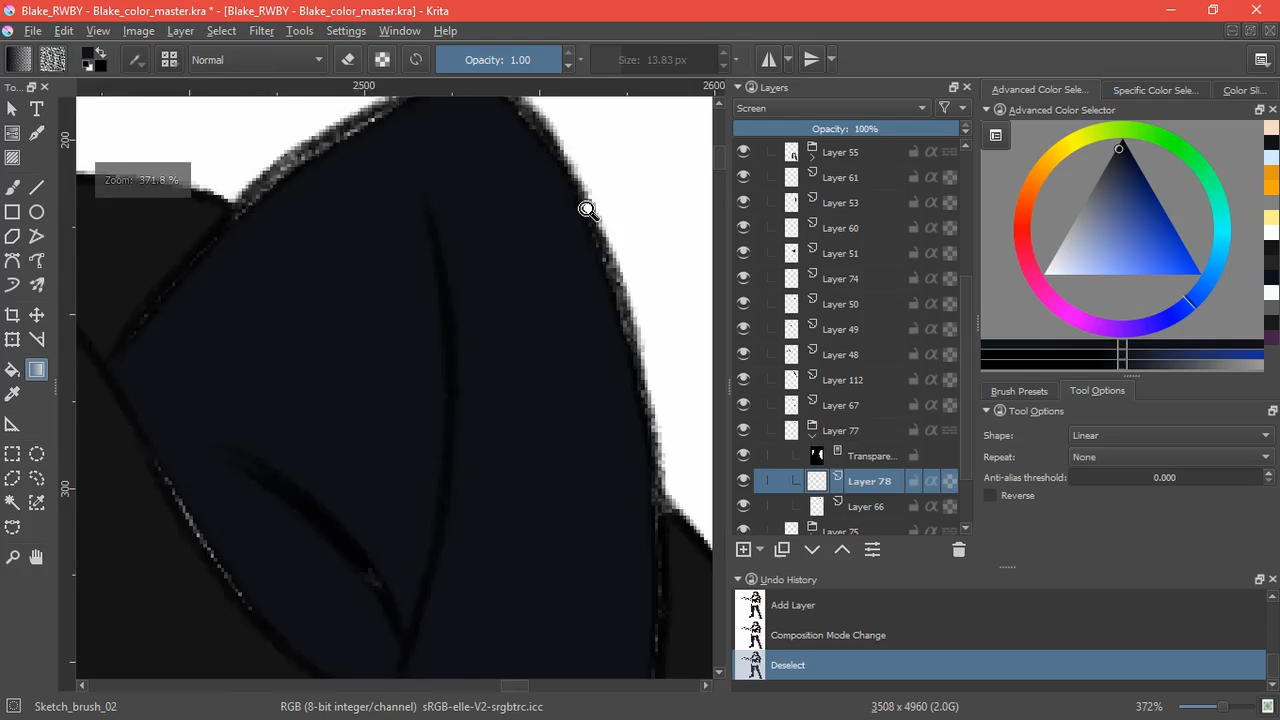 Blake_RWBY - Blake_color_master.kra * - [Blake_RWBY - Blake_color_master.kra] - Krita
File Edit View Image Layer Select Filter Tools Settings Window Help
Normal Opacity: 1.00 Size: 13.83 px
To...
2500 2600
200
300
Zoom: 371.8 %
Layers
Screen
Opacity: 100%
Layer 55
Layer 61
Layer 53
Layer 60
Layer 51
Layer 74
Layer 50
Layer 49
Layer 48
Layer 112
Layer 67
Layer 77
Transpare...
Layer 78
Layer 66
Layer 75
Undo History
Add Layer
Composition Mode Change
Deselect
Advanced Color Sele... Specific Color Sele... Color Sli...
Advanced Color Selector
Brush Presets Tool Options
Tool Options
Shape: Linear
Repeat: None
Anti-alias threshold: 0.000
Reverse
Sketch_brush_02 RGB (8-bit integer/channel) sRGB-elle-V2-srgbtrc.icc 3508 x 4960 (2.0G) 372%